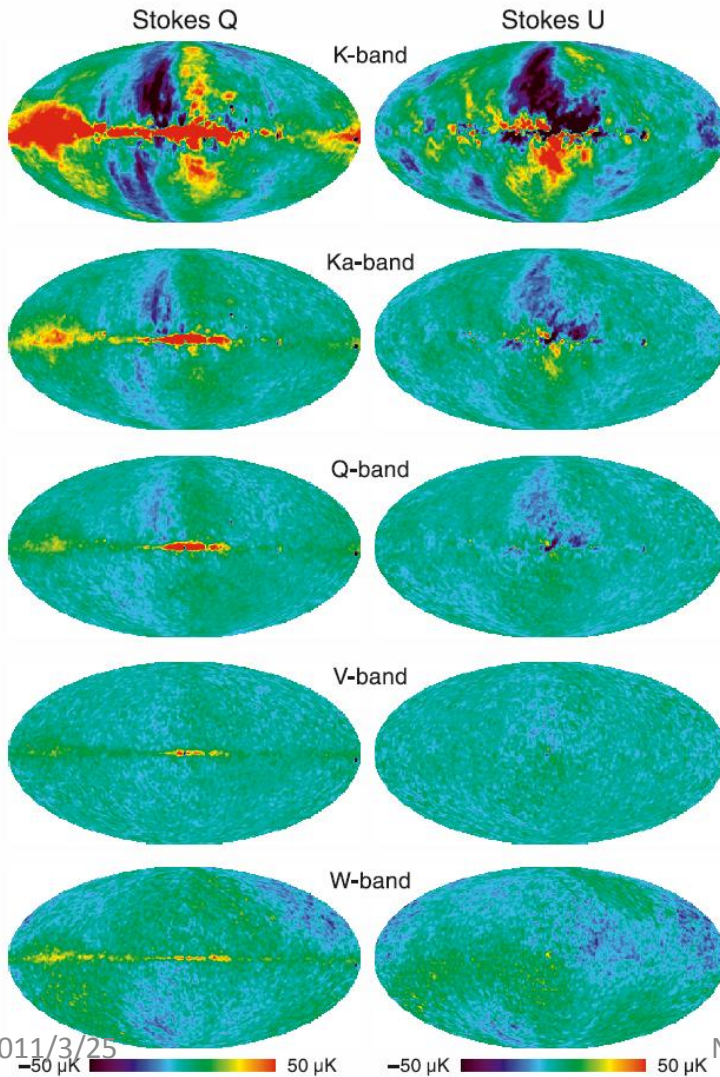 Stokes Q Stokes U
K-band
Ka-band
Q-band
V-band
W-band
011/3/25 N
−50 μK 50 μK −50 μK 50 μK